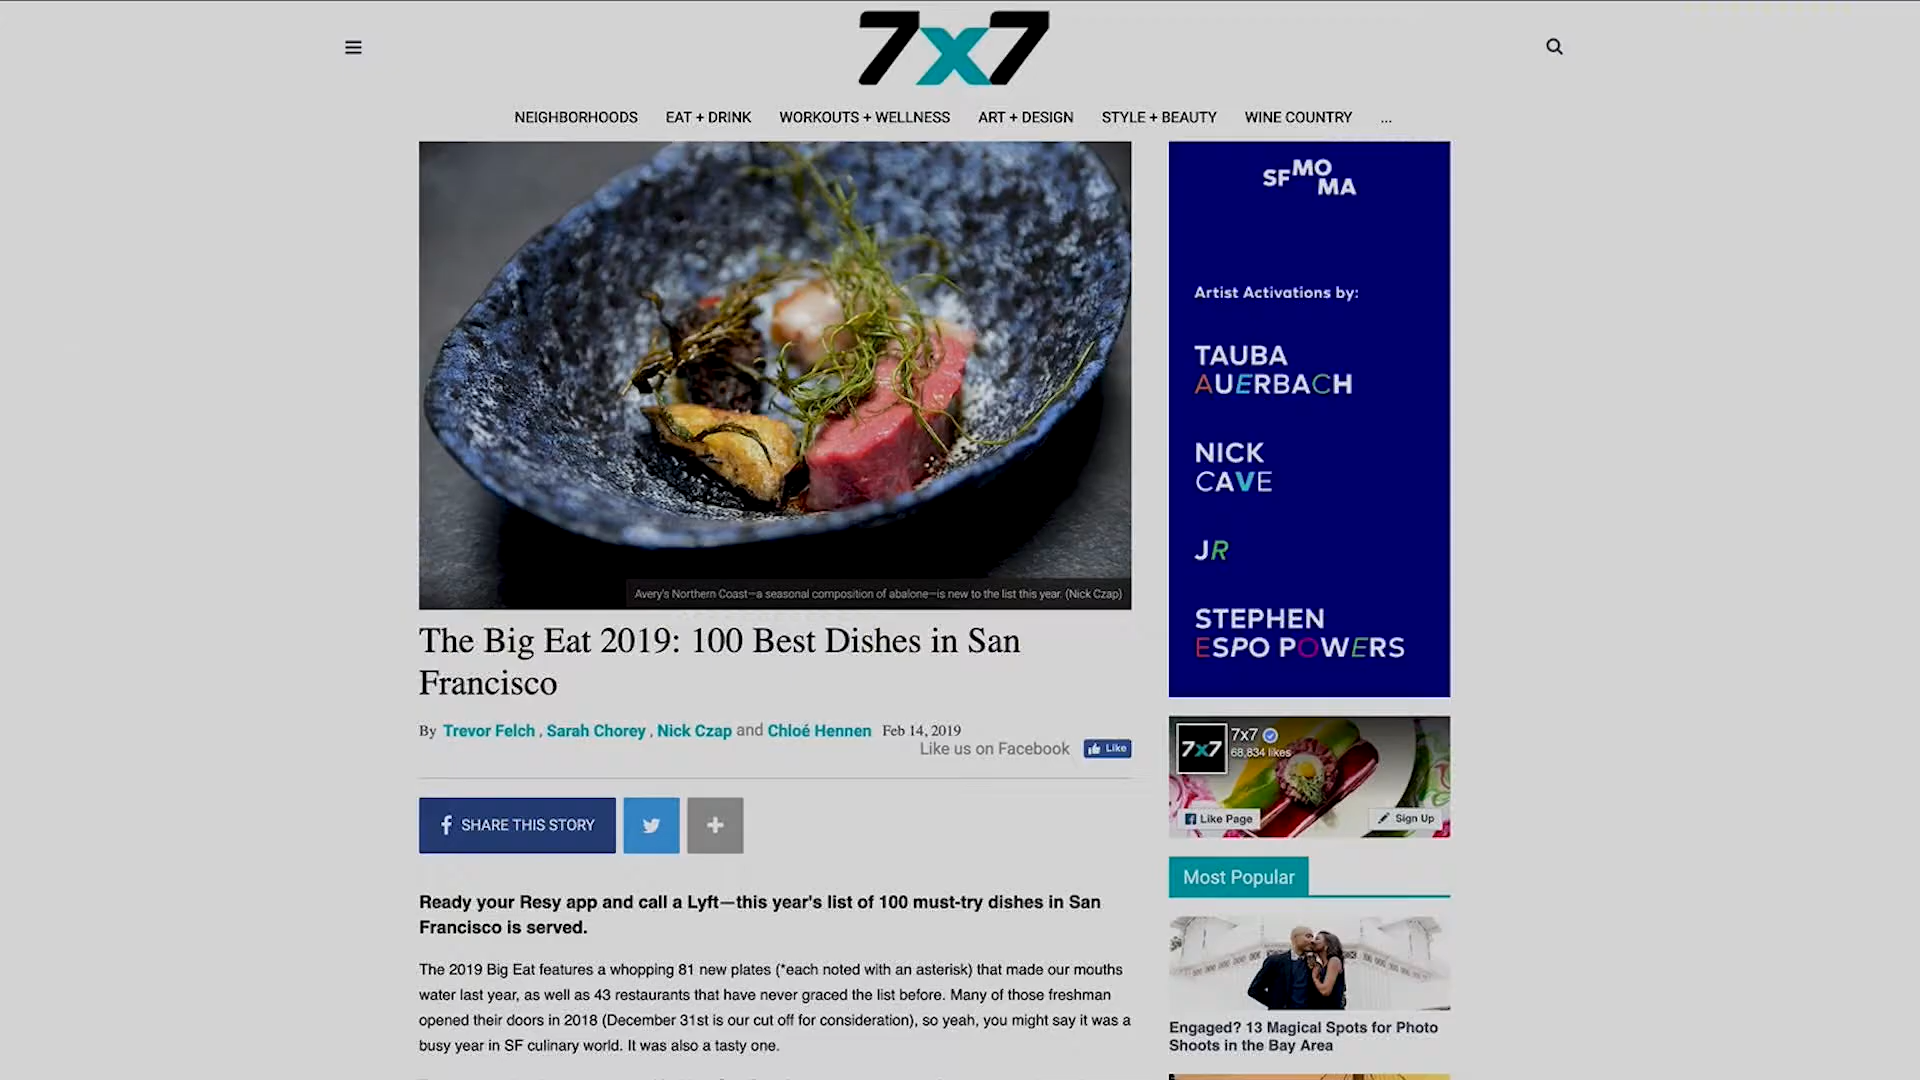 7x7
NEIGHBORHOODS EAT + DRINK WORKOUTS + WELLNESS ART + DESIGN STYLE + BEAUTY WINE COUNTRY ...
Avery's Northern Coast—a seasonal composition of abalone—is new to the list this year. (Nick Czap)
The Big Eat 2019: 100 Best Dishes in San
Francisco
By Trevor Felch , Sarah Chorey , Nick Czap and Chloé Hennen Feb 14, 2019
Like us on Facebook Like
SHARE THIS STORY
Ready your Resy app and call a Lyft—this year's list of 100 must-try dishes in San
Francisco is served.
The 2019 Big Eat features a whopping 81 new plates (*each noted with an asterisk) that made our mouths
water last year, as well as 43 restaurants that have never graced the list before. Many of those freshman
opened their doors in 2018 (December 31st is our cut off for consideration), so yeah, you might say it was a
busy year in SF culinary world. It was also a tasty one.
SFMOMA
Artist Activations by:
TAUBA
AUERBACH
NICK
CAVE
JR
STEPHEN
ESPO POWERS
7x7
7x7
68,834 likes
Like Page
Sign Up
Most Popular
Engaged? 13 Magical Spots for Photo
Shoots in the Bay Area